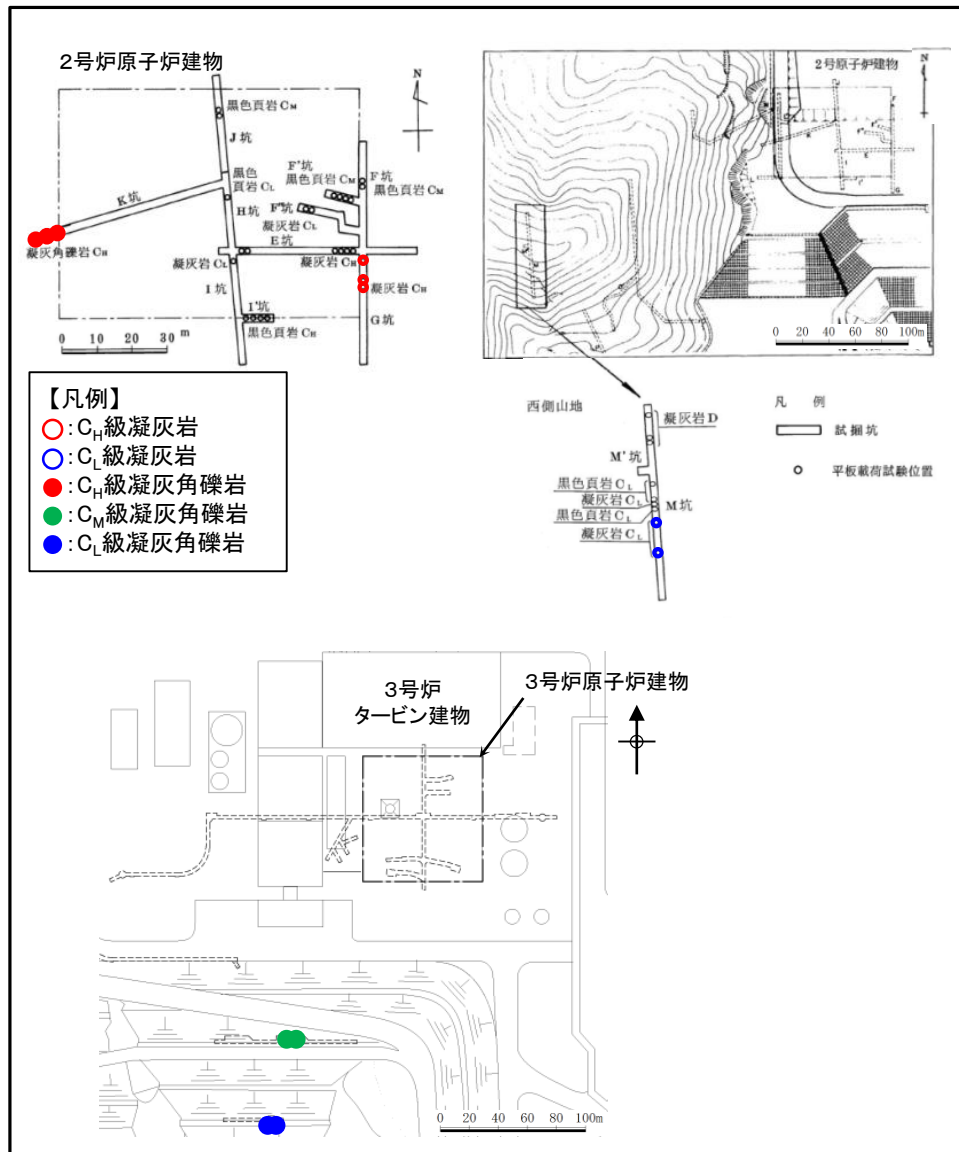 2号炉原子炉建物
N
黒色頁岩 CM
J坑
黒色
頁岩 CL
F'坑
黒色頁岩 CM
F坑
黒色頁岩 CM
K坑
H坑
F"坑
凝灰岩 CL
E坑
凝灰角礫岩 CH
凝灰岩 CL
凝灰岩 CH
I坑
凝灰岩 CH
I'坑
G坑
黒色頁岩 CH
0 10 20 30 m
2号原子炉建物
N
K
E
L
G
0 20 40 60 80 100m
【凡例】
:CH級凝灰岩
:CL級凝灰岩
:CH級凝灰角礫岩
:CM級凝灰角礫岩
:CL級凝灰角礫岩
西側山地
凝灰岩 D
M'坑
黒色頁岩 CL
凝灰岩 CL
M坑
黒色頁岩 CL
凝灰岩 CL
凡 例
試掘坑
平板載荷試験位置
3号炉
タービン建物
3号炉原子炉建物
0 20 40 60 80 100m